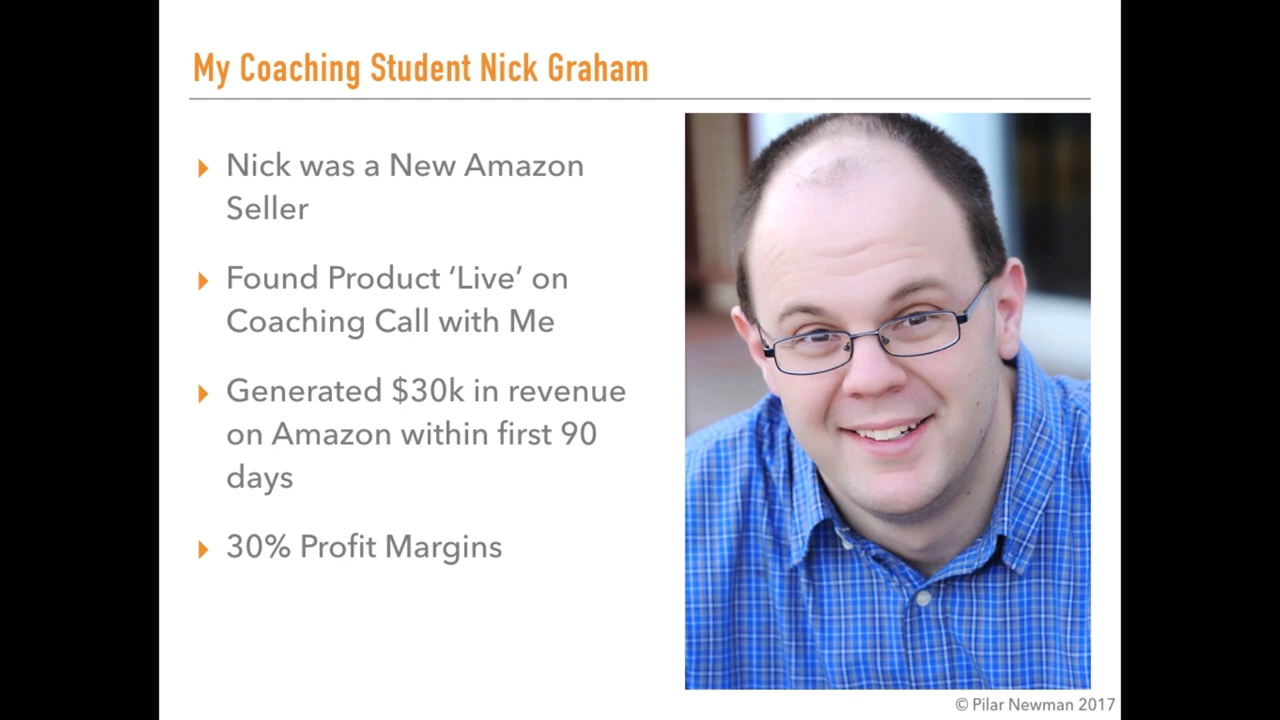 My Coaching Student Nick Graham
Nick was a New Amazon
Seller
Found Product ‘Live’ on
Coaching Call with Me
Generated $30k in revenue
on Amazon within first 90
days
30% Profit Margins
© Pilar Newman 2017